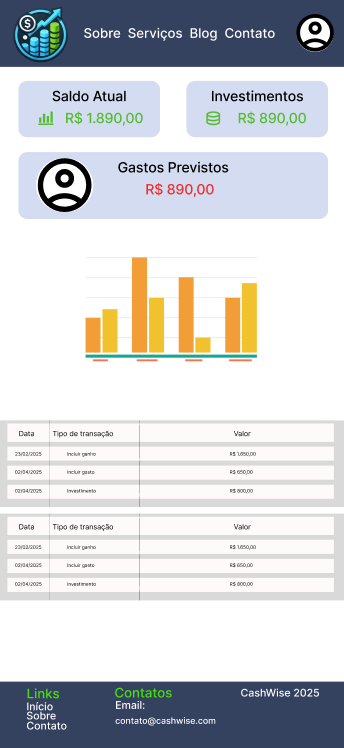 Sobre Serviços Blog Contato
Saldo Atual
R$ 1.890,00
Investimentos
R$ 890,00
Gastos Previstos
R$ 890,00
Data Tipo de transação Valor
23/02/2025 Incluir ganho R$ 1.650,00
02/04/2025 Incluir gasto R$ 650,00
02/04/2025 Investimento R$ 800,00
Data Tipo de transação Valor
23/02/2025 Incluir ganho R$ 1.650,00
02/04/2025 Incluir gasto R$ 650,00
02/04/2025 Investimento R$ 800,00
Links
Início
Sobre
Contato
Contatos
Email:
contato@cashwise.com
CashWise 2025